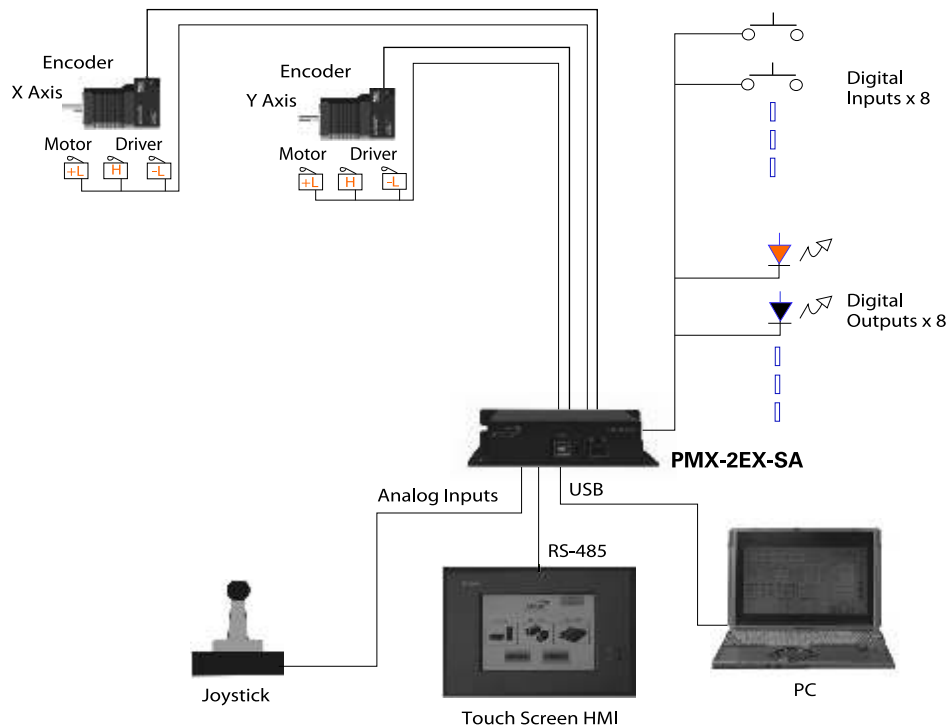 Encoder
X Axis
Motor Driver
+L H -L
Encoder
Y Axis
Motor Driver
+L H -L
Digital
Inputs x 8
Digital
Outputs x 8
PMX-2EX-SA
Analog Inputs
USB
RS-485
Joystick
Touch Screen HMI
PC